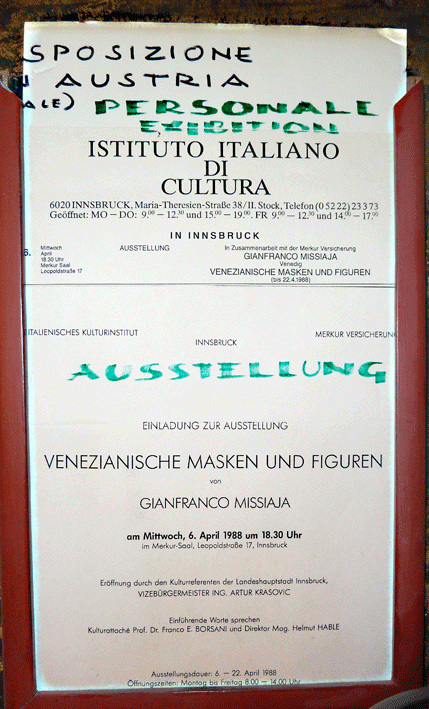 SPOSIZIONE
N AUSTRIA
ALE) PERSONALE
EXIBITION
ISTITUTO ITALIANO
DI
CULTURA
6020 INNSBRUCK, Maria-Theresien-Straße 38/II. Stock, Telefon (0 52 22) 23 3 73
Geöffnet: MO – DO: 9.00 – 12.30 und 15.00 – 19.00. FR 9.00 – 12.30 und 14.00 – 17.00
IN INNSBRUCK
6. Mittwoch
April
18.30 Uhr
Merkur Saal
Leopoldstraße 17
AUSSTELLUNG
In Zusammenarbeit mit der Merkur Versicherung
GIANFRANCO MISSIAJA
Venedig
VENEZIANISCHE MASKEN UND FIGUREN
(bis 22.4.1988)
ITALIENISCHES KULTURINSTITUT
INNSBRUCK
MERKUR VERSICHERUNG
AUSSTELLUNG
EINLADUNG ZUR AUSSTELLUNG
VENEZIANISCHE MASKEN UND FIGUREN
von
GIANFRANCO MISSIAJA
am Mittwoch, 6. April 1988 um 18.30 Uhr
im Merkur-Saal, Leopoldstraße 17, Innsbruck
Eröffnung durch den Kulturreferenten der Landeshauptstadt Innsbruck,
VIZEBÜRGERMEISTER ING. ARTUR KRASOVIC
Einführende Worte sprechen
Kulturattaché Prof. Dr. Franco E. BORSANI und Direktor Mag. Helmut HABLE
Ausstellungsdauer: 6. – 22. April 1988
Öffnungszeiten: Montag bis Freitag 8.00 – 14.00 Uhr